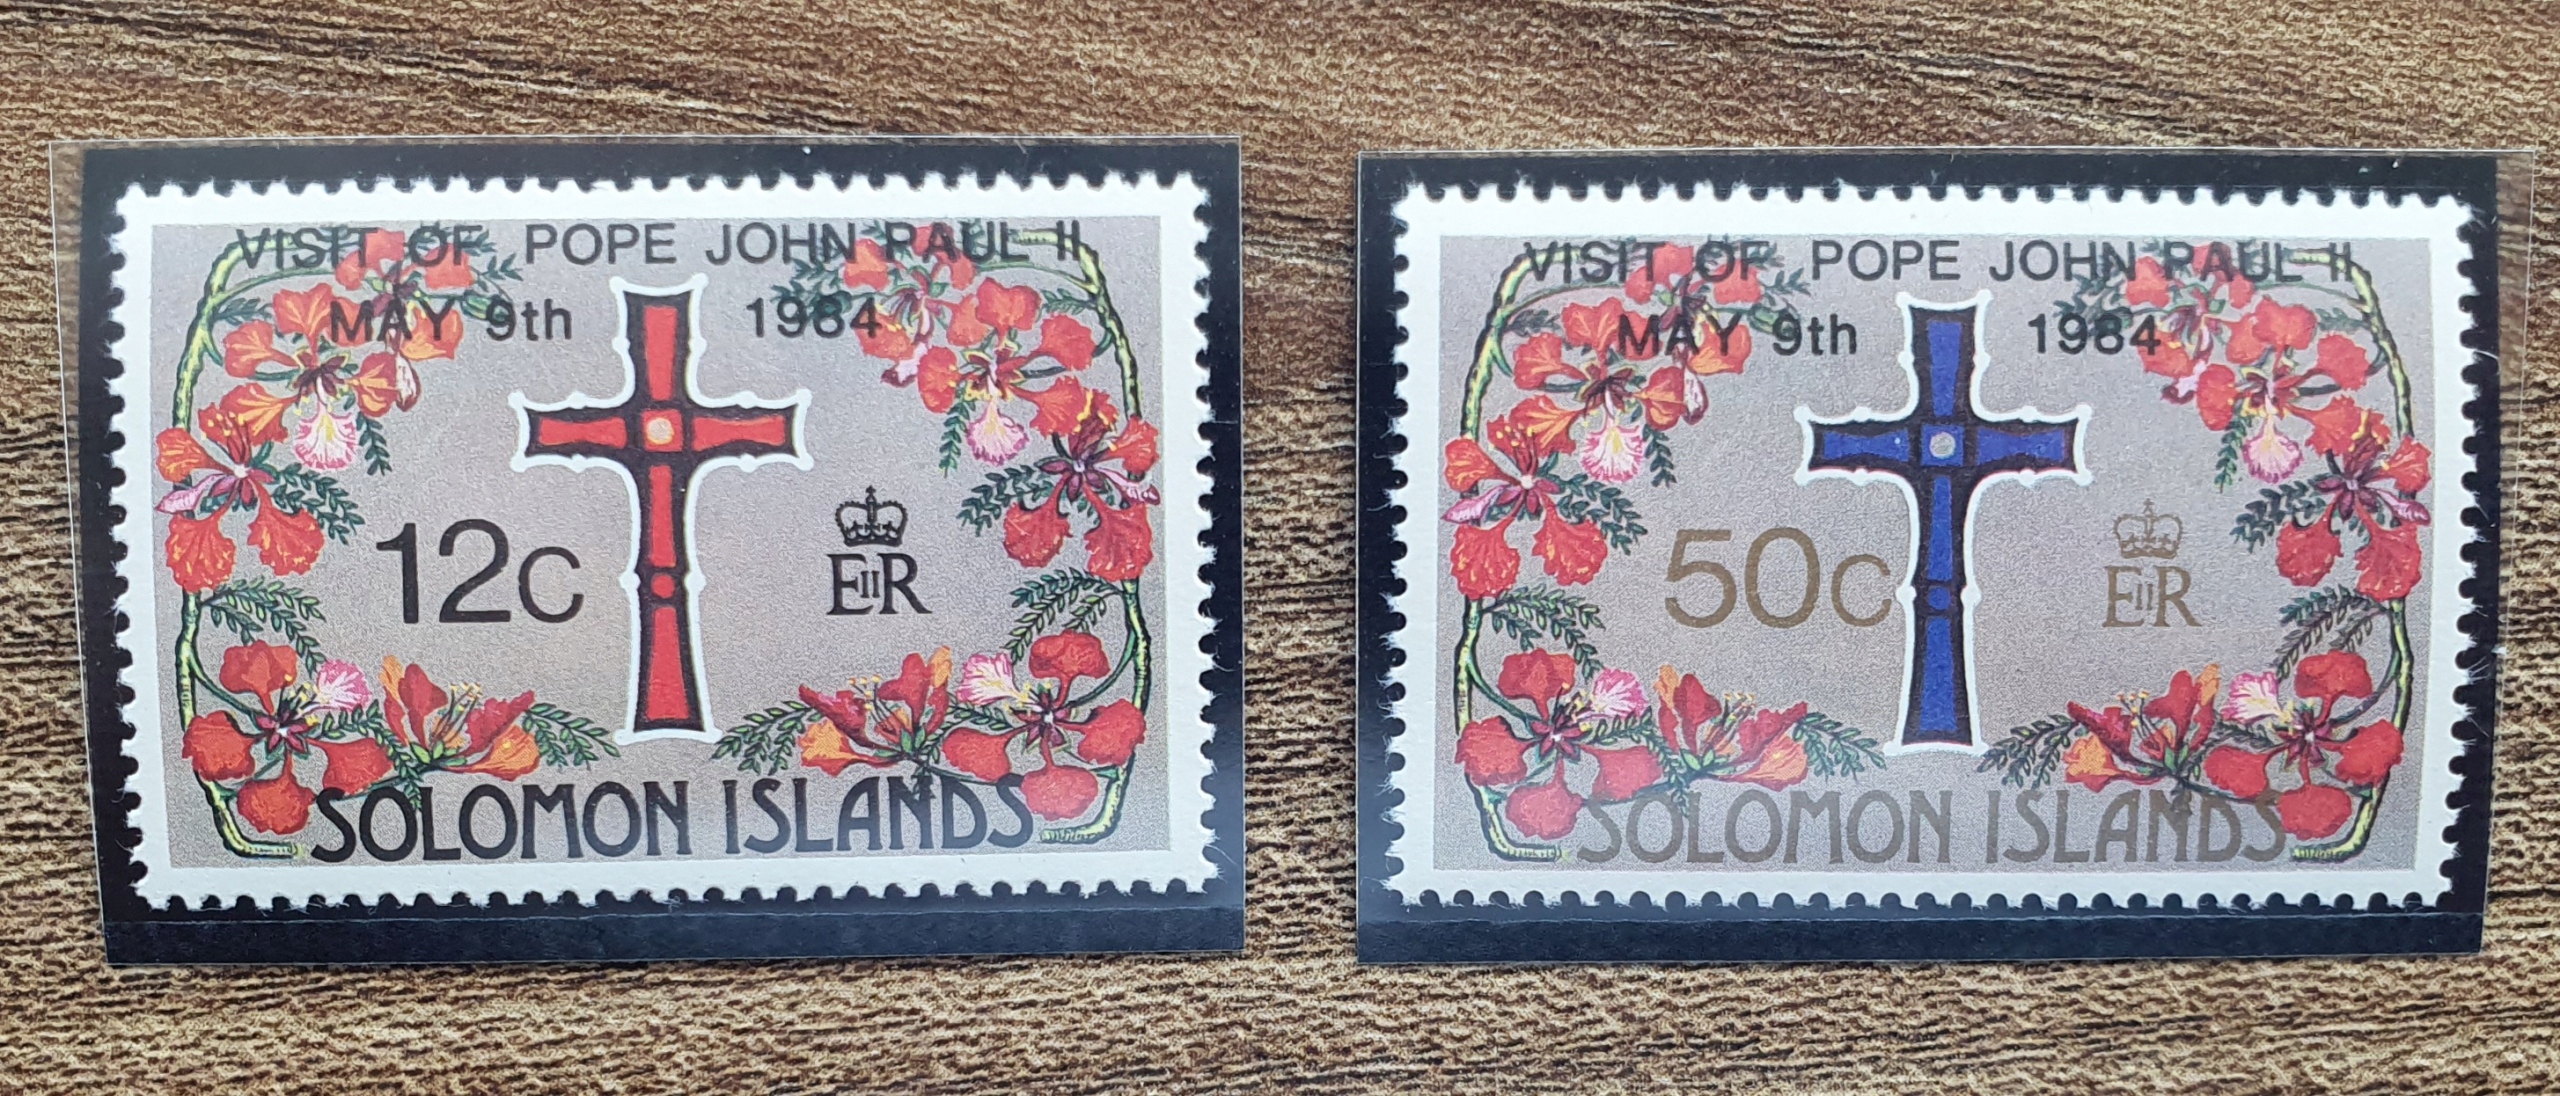 VISIT OF POPE JOHN PAUL II
MAY 9th 1984
12c
EIIR
SOLOMON ISLANDS
VISIT OF POPE JOHN PAUL II
MAY 9th 1984
50c
EIIR
SOLOMON ISLANDS